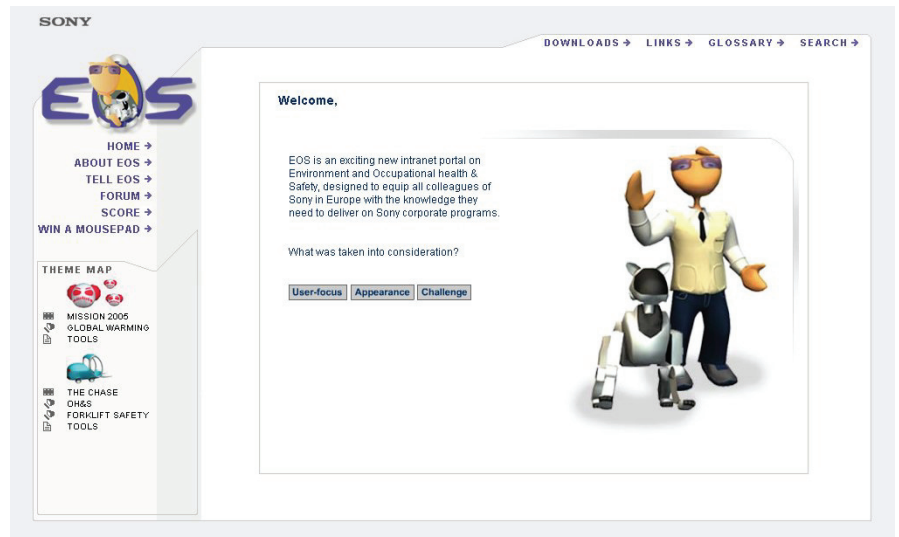 SONY
DOWNLOADS → LINKS → GLOSSARY → SEARCH →
EOS
HOME →
ABOUT EOS →
TELL EOS →
FORUM →
SCORE →
WIN A MOUSEPAD →
THEME MAP
MISSION 2005
GLOBAL WARMING
TOOLS
THE CHASE
OH&S
FORKLIFT SAFETY
TOOLS
Welcome,
EOS is an exciting new intranet portal on
Environment and Occupational health &
Safety, designed to equip all colleagues of
Sony in Europe with the knowledge they
need to deliver on Sony corporate programs.
What was taken into consideration?
User-focus Appearance Challenge